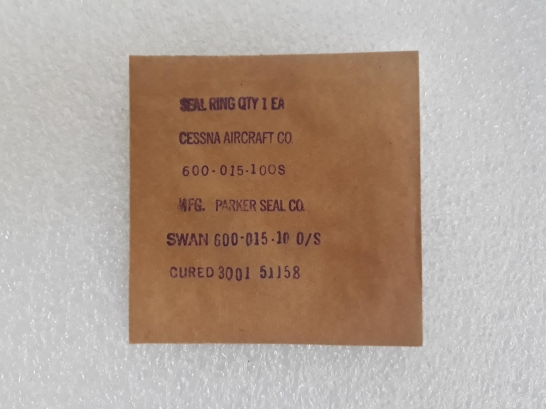 SEAL RING QTY 1 EA
CESSNA AIRCRAFT CO.
600-015-100S
MFG. PARKER SEAL CO.
SWAN 600-015-10 O/S
CURED 3Q01 51158